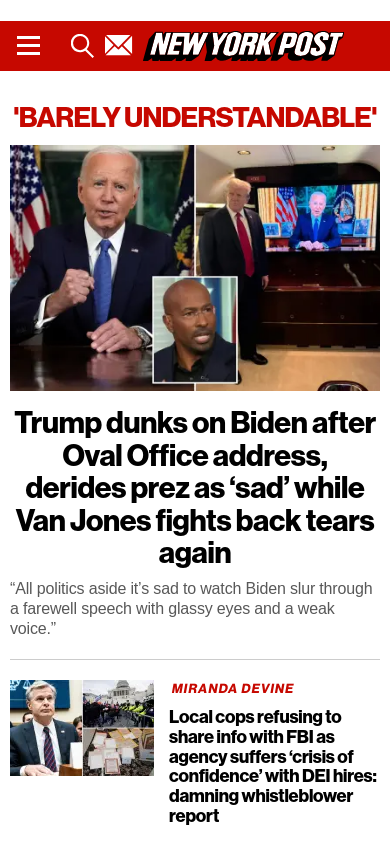 NEW YORK POST
'BARELY UNDERSTANDABLE'
Trump dunks on Biden after
Oval Office address,
derides prez as ‘sad’ while
Van Jones fights back tears
again
“All politics aside it’s sad to watch Biden slur through
a farewell speech with glassy eyes and a weak
voice.”
MIRANDA DEVINE
Local cops refusing to
share info with FBI as
agency suffers ‘crisis of
confidence’ with DEI hires:
damning whistleblower
report